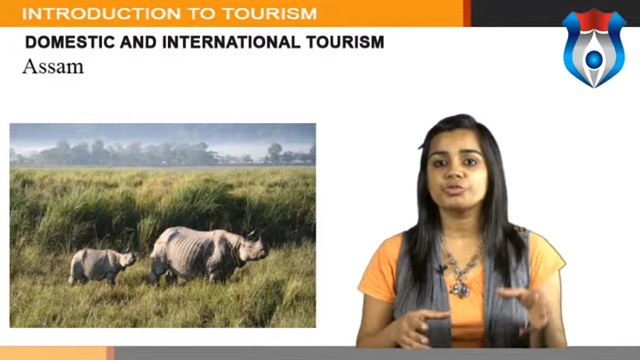 INTRODUCTION TO TOURISM
DOMESTIC AND INTERNATIONAL TOURISM
Assam